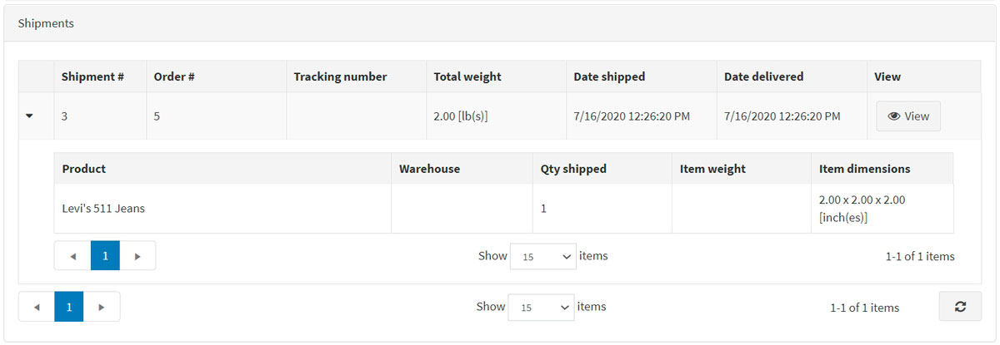 Shipments
Shipment # Order # Tracking number Total weight Date shipped Date delivered View
3 5 2.00 [lb(s)] 7/16/2020 12:26:20 PM 7/16/2020 12:26:20 PM View
Product Warehouse Qty shipped Item weight Item dimensions
Levi's 511 Jeans 1 2.00 x 2.00 x 2.00
[inch(es)]
1 Show 15 items 1-1 of 1 items
1 Show 15 items 1-1 of 1 items